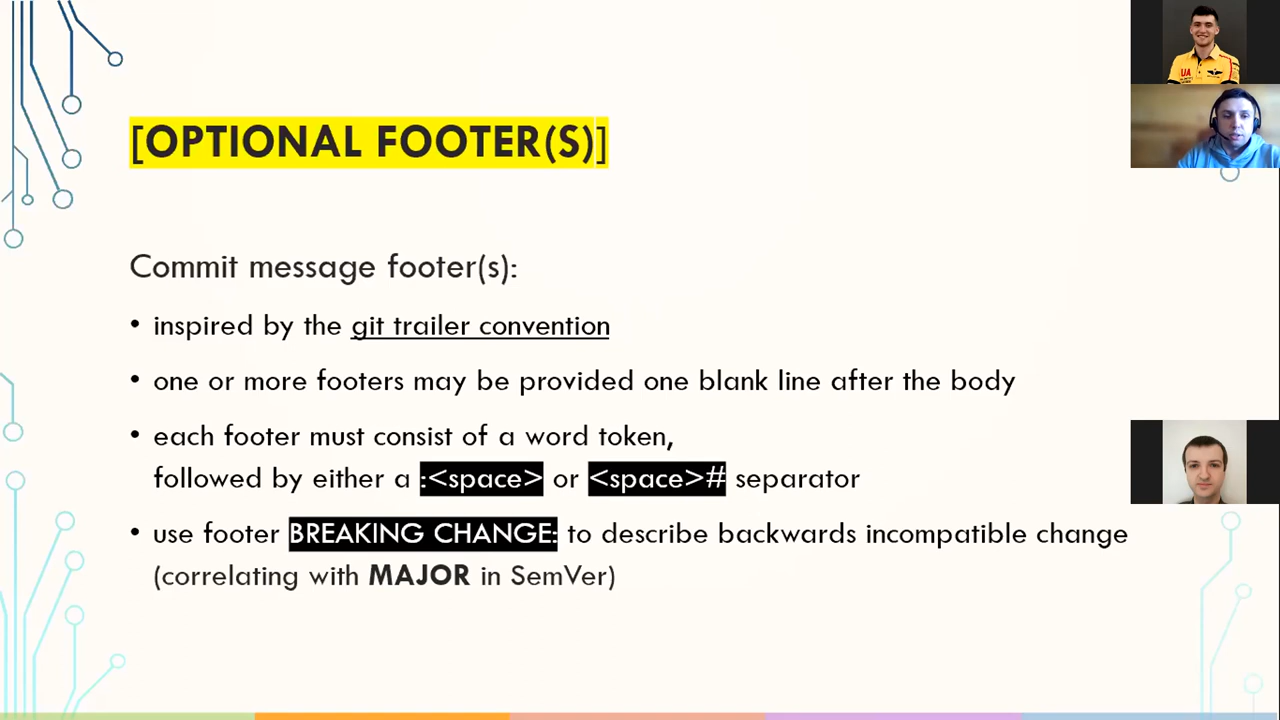 [OPTIONAL FOOTER(S)]
Commit message footer(s):
• inspired by the git trailer convention
• one or more footers may be provided one blank line after the body
• each footer must consist of a word token,
followed by either a :<space> or <space># separator
• use footer BREAKING CHANGE: to describe backwards incompatible change
(correlating with MAJOR in SemVer)
UA